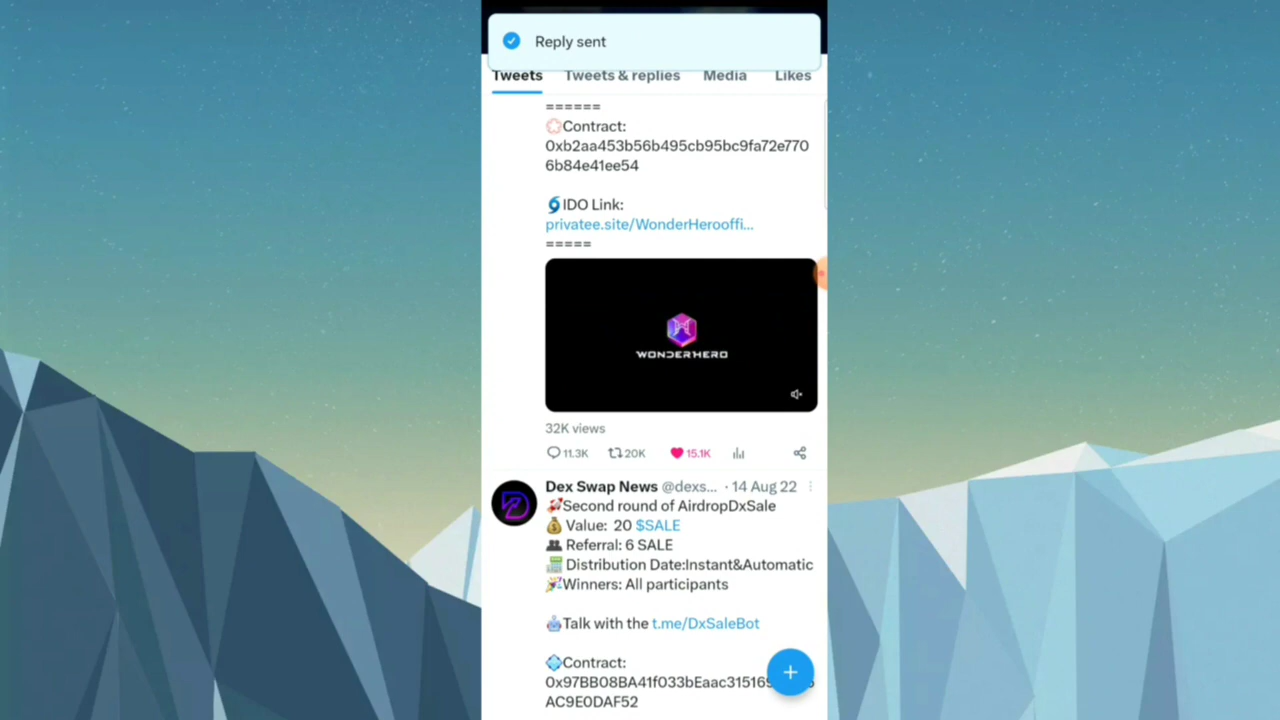 Reply sent
Tweets Tweets & replies Media Likes
======
Contract:
0xb2aa453b56b495cb95bc9fa72e770
6b84e41ee54
IDO Link:
privatee.site/WonderHerooffi...
=====
WONDERHERO
32K views
11.3K 20K 15.1K
Dex Swap News @dexs... · 14 Aug 22
🚀Second round of AirdropDxSale
💰 Value: 20 $SALE
👥 Referral: 6 SALE
🏪 Distribution Date:Instant&Automatic
🎉Winners: All participants
🤖Talk with the t.me/DxSaleBot
Contract:
0x97BB08BA41f033bEaac31516
AC9E0DAF52